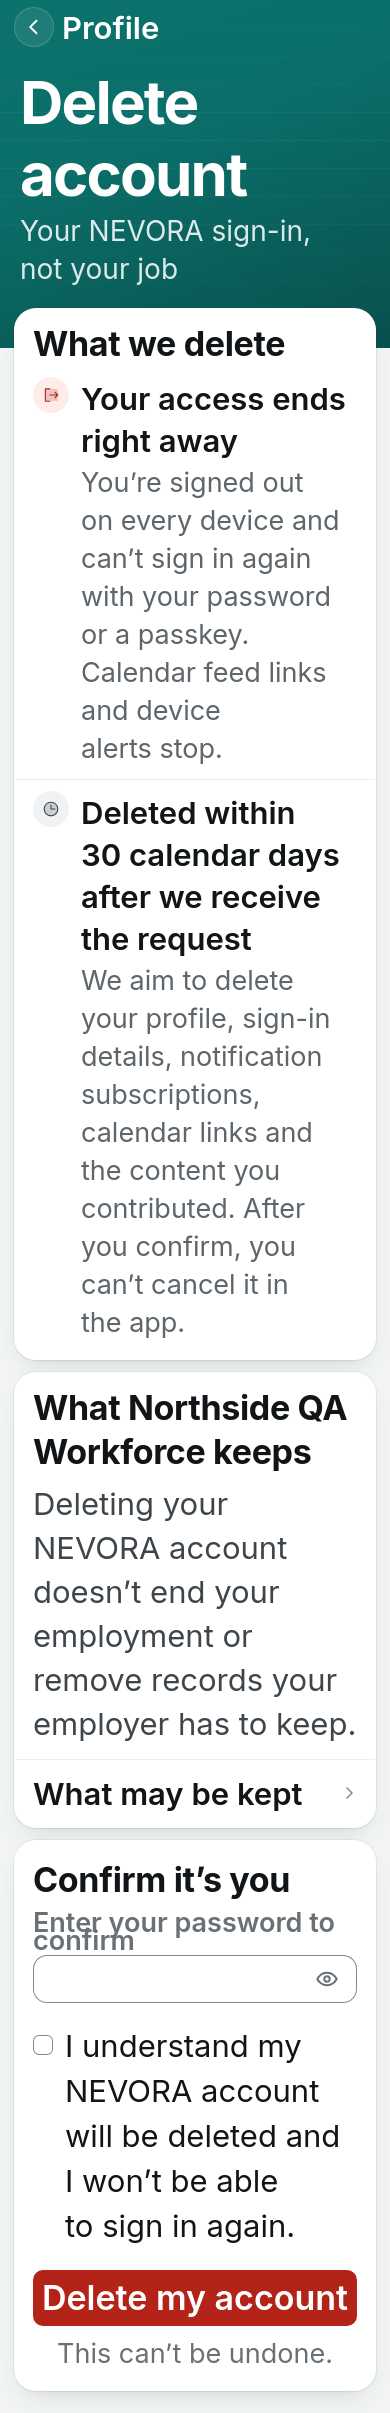 Profile
Delete
account
Your NEVORA sign-in,
not your job
What we delete
Your access ends
right away
You’re signed out
on every device and
can’t sign in again
with your password
or a passkey.
Calendar feed links
and device
alerts stop.
Deleted within
30 calendar days
after we receive
the request
We aim to delete
your profile, sign-in
details, notification
subscriptions,
calendar links and
the content you
contributed. After
you confirm, you
can’t cancel it in
the app.
What Northside QA
Workforce keeps
Deleting your
NEVORA account
doesn’t end your
employment or
remove records your
employer has to keep.
What may be kept
Confirm it’s you
Enter your password to
confirm
I understand my
NEVORA account
will be deleted and
I won’t be able
to sign in again.
Delete my account
This can’t be undone.